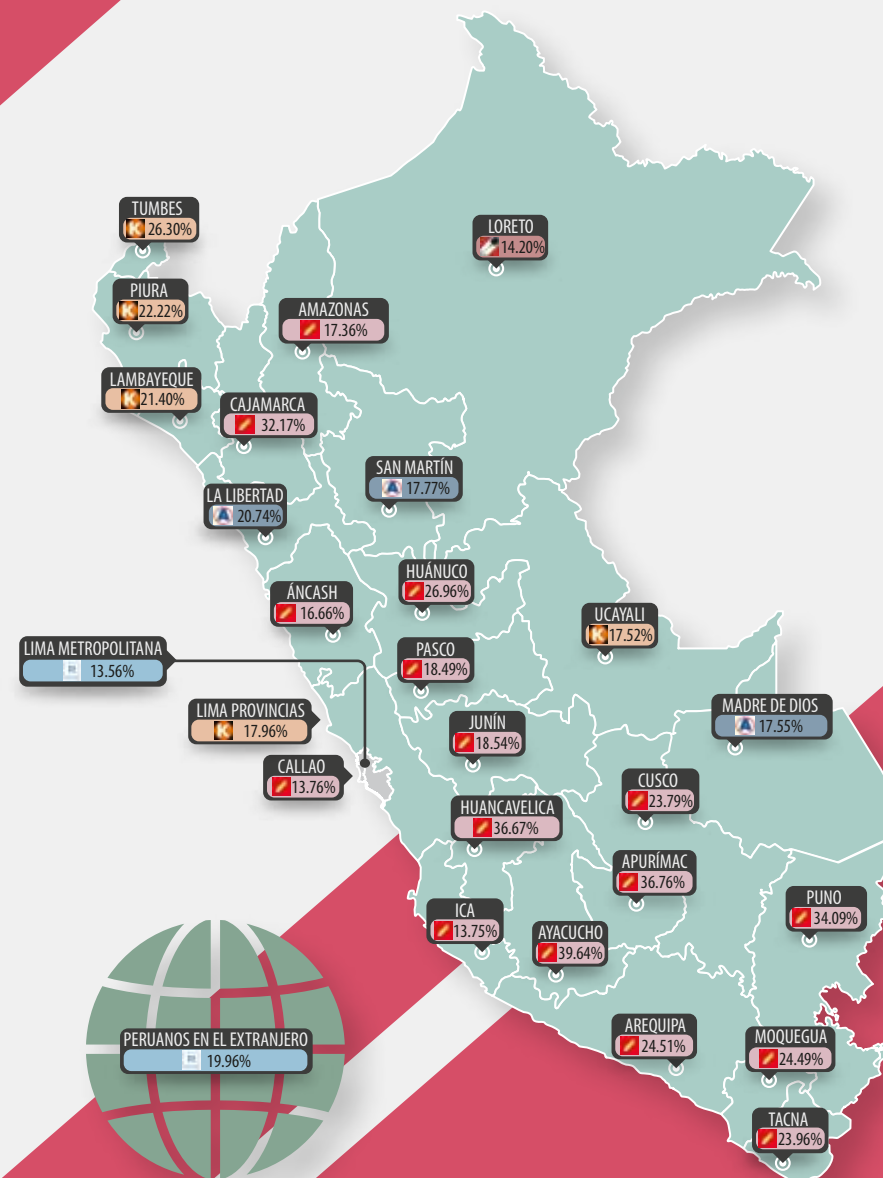 TUMBES
K 26.30%
LORETO
14.20%
PIURA
K 22.22%
AMAZONAS
17.36%
LAMBAYEQUE
K 21.40%
CAJAMARCA
32.17%
SAN MARTÍN
A 17.77%
LA LIBERTAD
A 20.74%
HUÁNUCO
26.96%
ÁNCASH
16.66%
UCAYALI
K 17.52%
LIMA METROPOLITANA
R 13.56%
PASCO
18.49%
LIMA PROVINCIAS
K 17.96%
MADRE DE DIOS
A 17.55%
JUNÍN
18.54%
CALLAO
13.76%
CUSCO
23.79%
HUANCAVELICA
36.67%
APURÍMAC
36.76%
PUNO
34.09%
ICA
13.75%
AYACUCHO
39.64%
PERUANOS EN EL EXTRANJERO
R 19.96%
AREQUIPA
24.51%
MOQUEGUA
24.49%
TACNA
23.96%